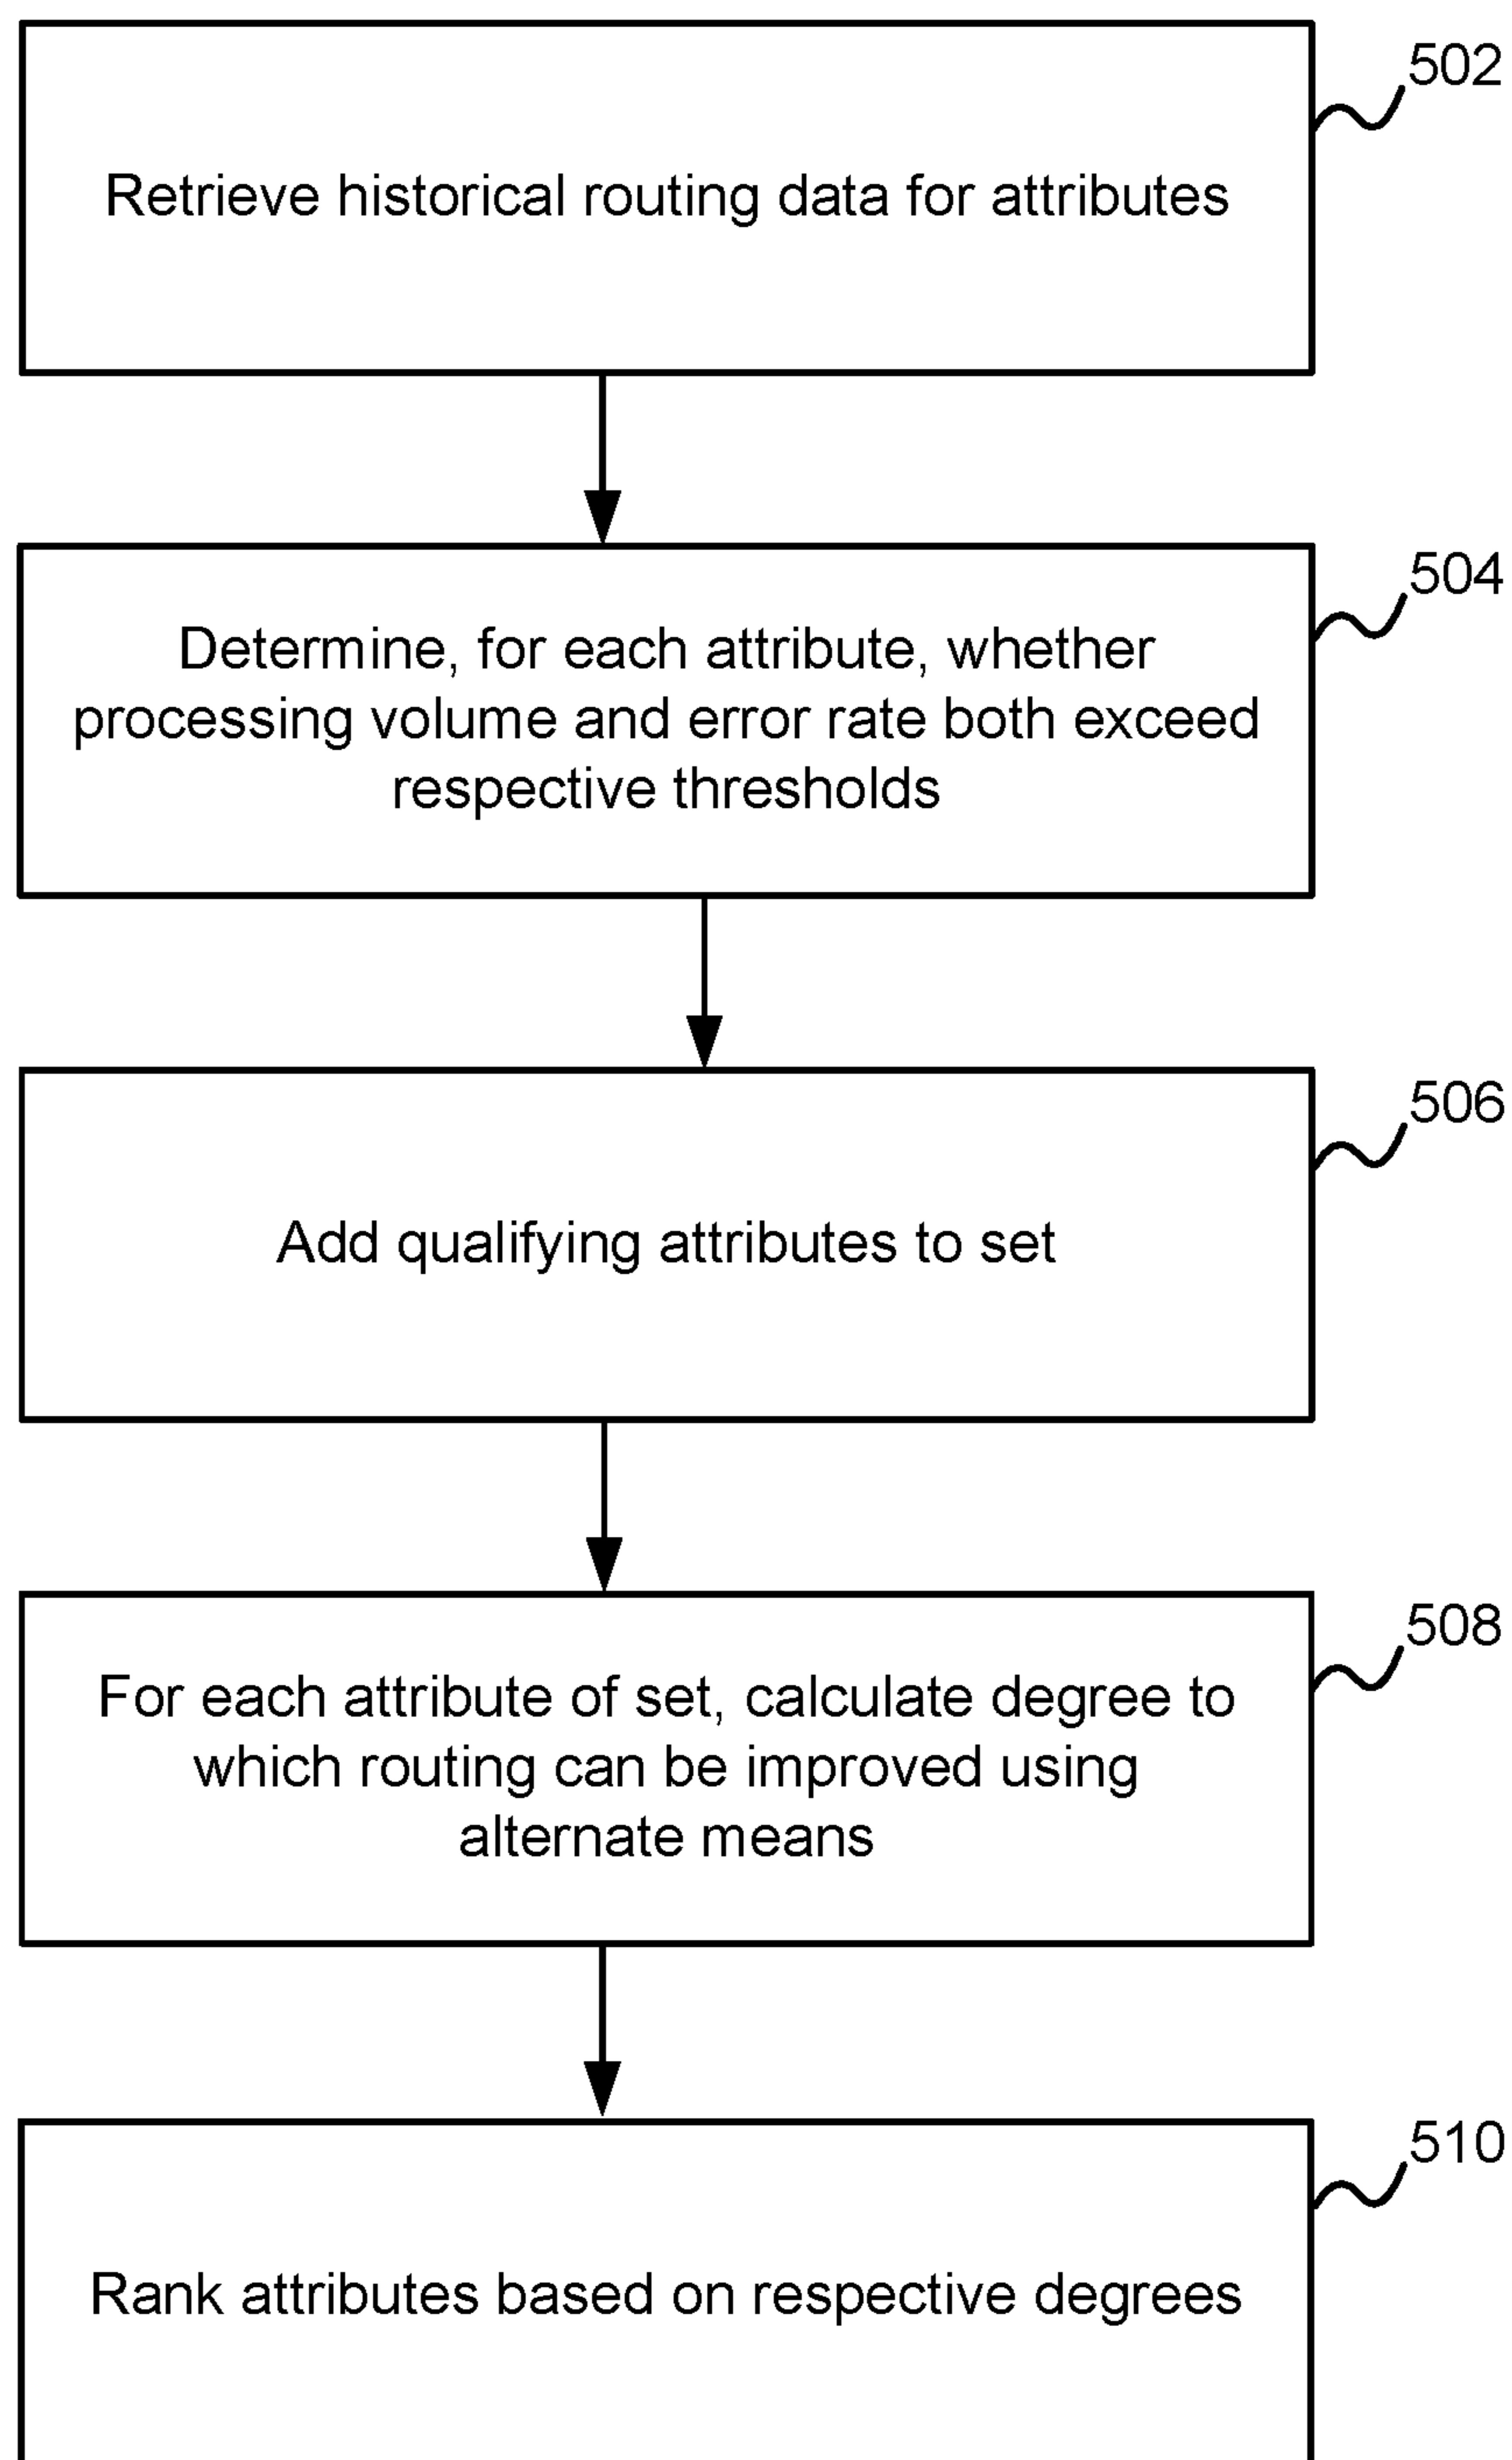 502
Retrieve historical routing data for attributes
504
Determine, for each attribute, whether
processing volume and error rate both exceed
respective thresholds
506
Add qualifying attributes to set
508
For each attribute of set, calculate degree to
which routing can be improved using
alternate means
510
Rank attributes based on respective degrees